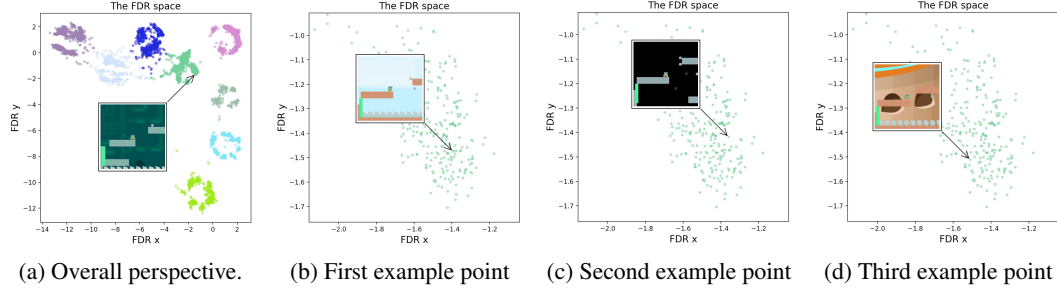 The FDR space
The FDR space
The FDR space
The FDR space
FDR y
2
0
−2
−4
−6
−8
−10
−12
−14 −12 −10 −8 −6 −4 −2 0 2
FDR x
FDR y
−1.0
−1.1
−1.2
−1.3
−1.4
−1.5
−1.6
−1.7
−2.0 −1.8 −1.6 −1.4 −1.2
FDR x
FDR y
−1.0
−1.1
−1.2
−1.3
−1.4
−1.5
−1.6
−1.7
−2.0 −1.8 −1.6 −1.4 −1.2
FDR x
FDR y
−1.0
−1.1
−1.2
−1.3
−1.4
−1.5
−1.6
−1.7
−2.0 −1.8 −1.6 −1.4 −1.2
FDR x
(a) Overall perspective.
(b) First example point
(c) Second example point
(d) Third example point